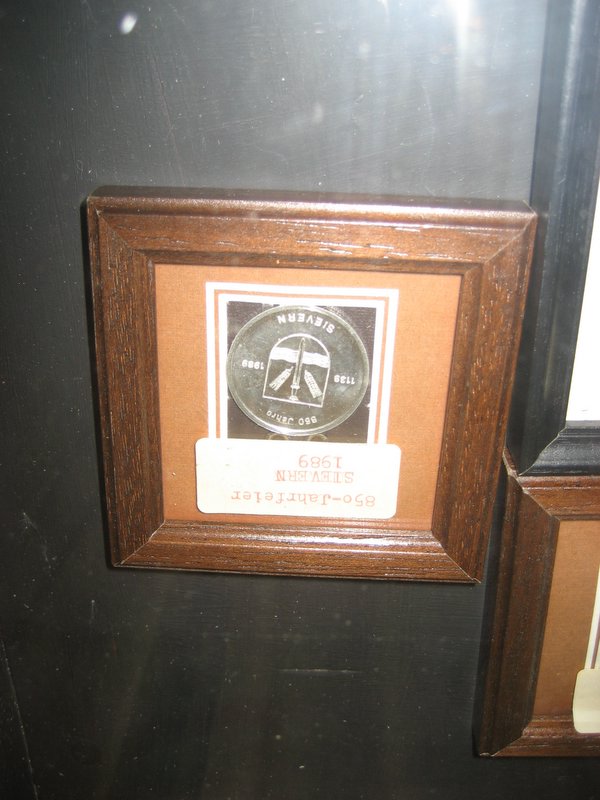 SIEVERN
1139 1989
850 Jahre
850-Jahrfeier
SIEVERN
1989